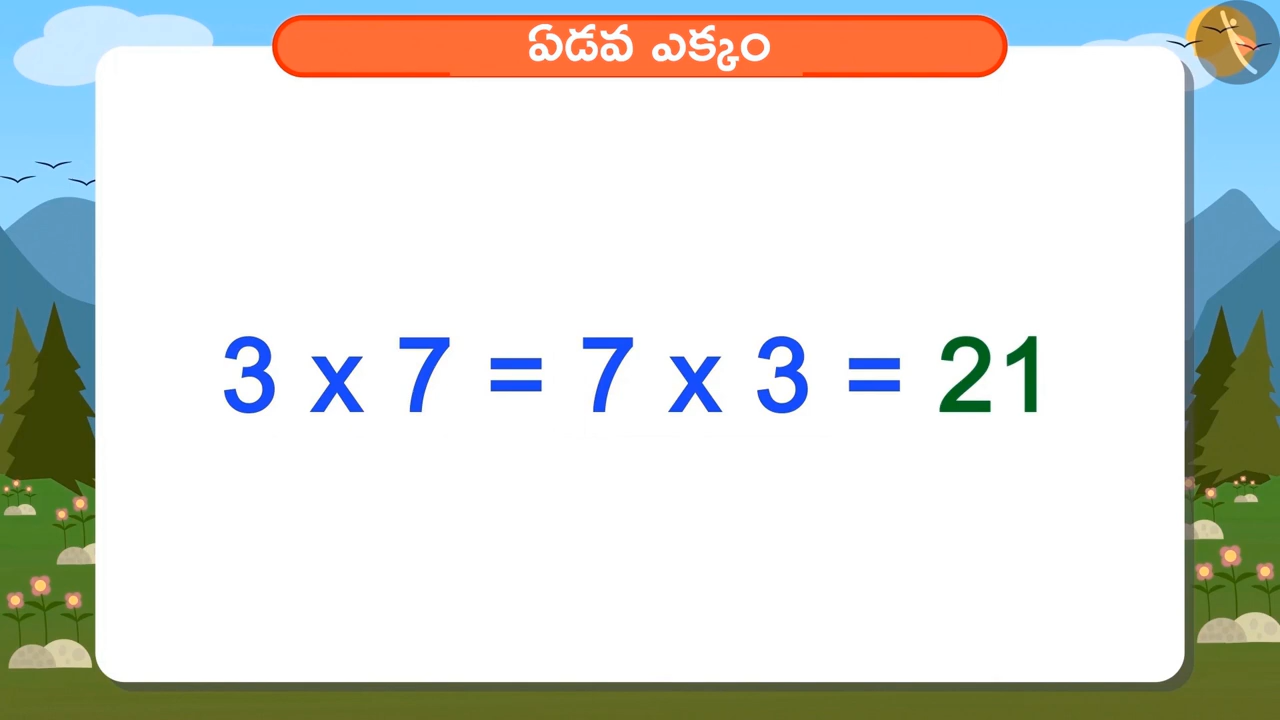 ఏడవ ఎక్కం
3 x 7 = 7 x 3 = 21